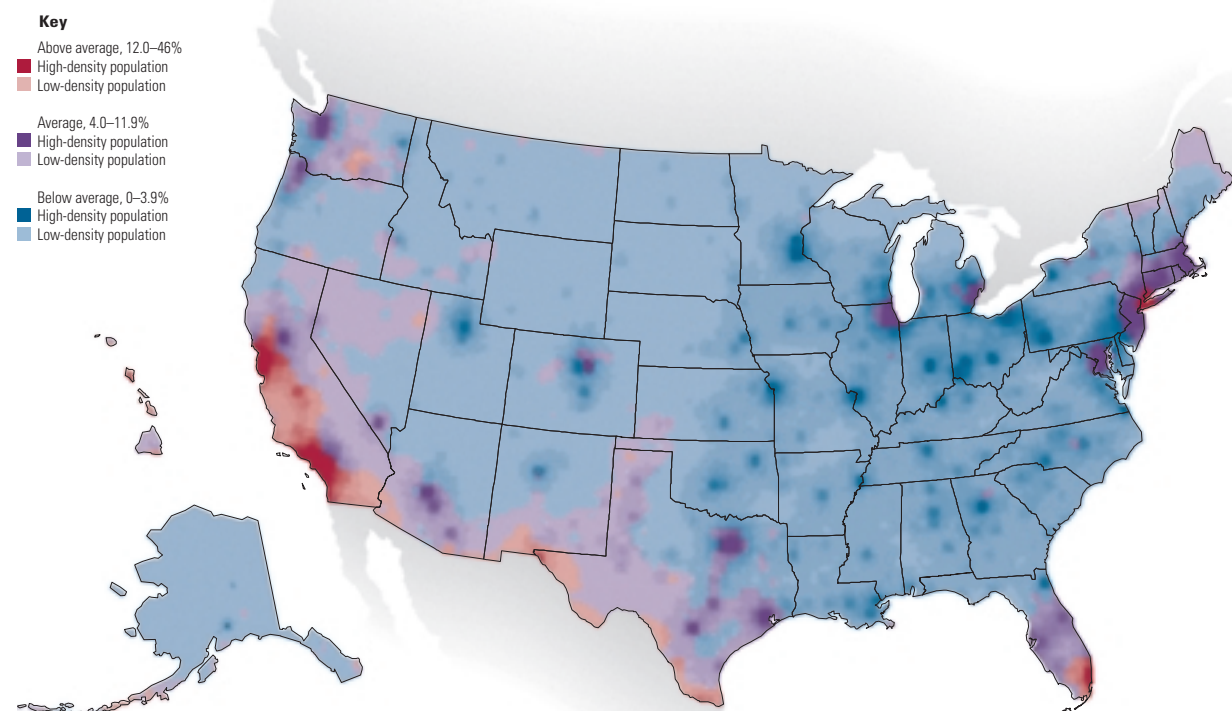 Key
Above average, 12.0–46%
High-density population
Low-density population
Average, 4.0–11.9%
High-density population
Low-density population
Below average, 0–3.9%
High-density population
Low-density population